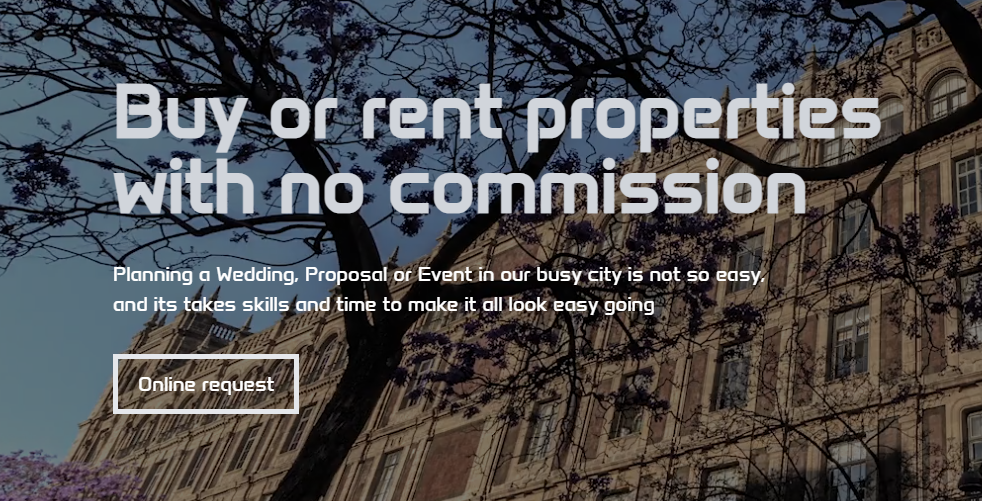 Buy or rent properties
with no commission
Planning a Wedding, Proposal or Event in our busy city is not so easy,
and its takes skills and time to make it all look easy going
Online request